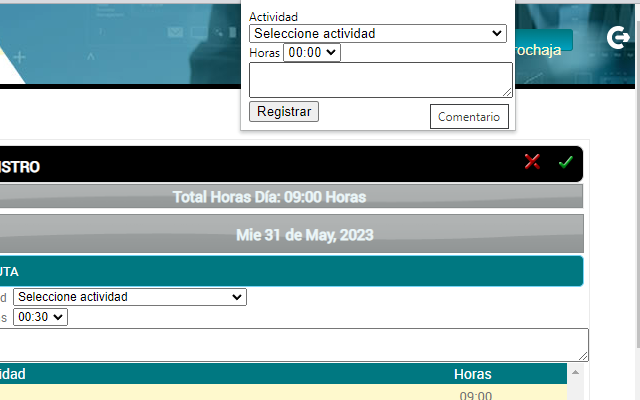 Actividad
Seleccione actividad
Horas 00:00
rochaja
Registrar
Comentario
ISTRO
Total Horas Día: 09:00 Horas
Mie 31 de May, 2023
UTA
d Seleccione actividad
s 00:30
idad Horas
09:00